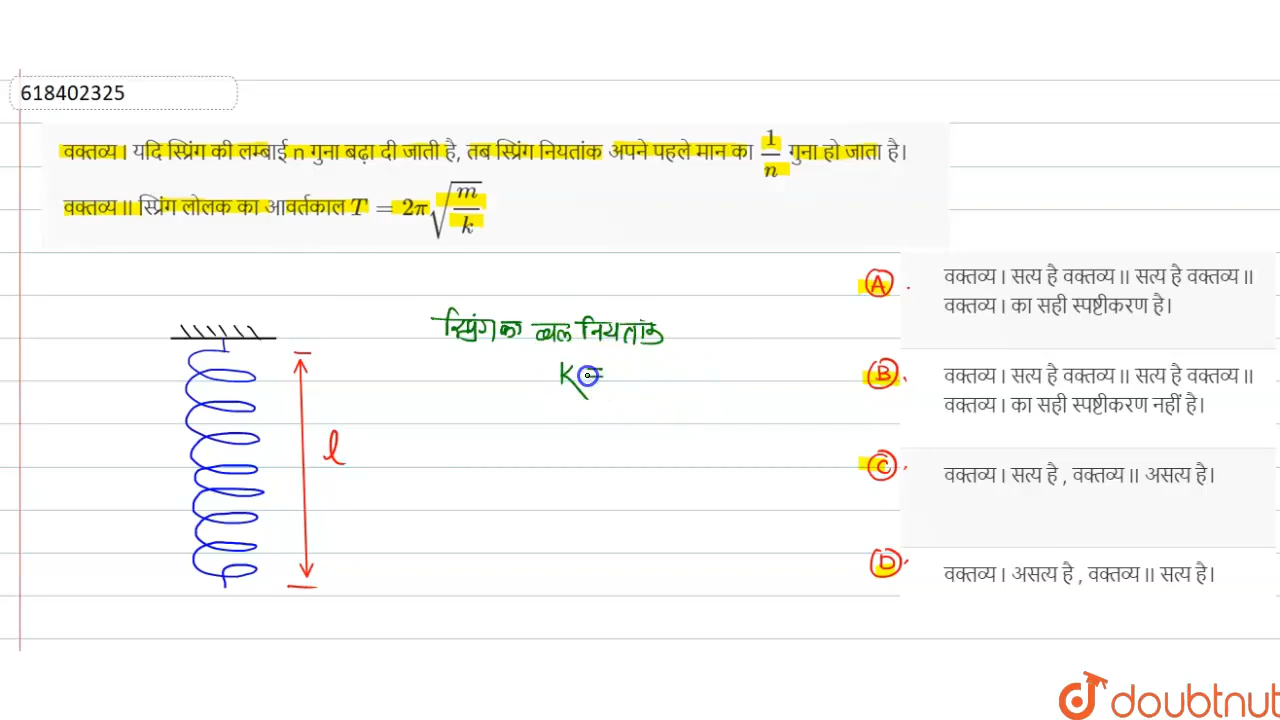 618402325
वक्तव्य I यदि स्प्रिंग की लम्बाई n गुना बढ़ा दी जाती है, तब स्प्रिंग नियतांक अपने पहले मान का 1/n गुना हो जाता है।
वक्तव्य II स्प्रिंग लोलक का आवर्तकाल T = 2π√(m/k)
स्प्रिंग का बल नियतांक
K =
l
A. वक्तव्य I सत्य है वक्तव्य II सत्य है वक्तव्य II
वक्तव्य I का सही स्पष्टीकरण है।
B. वक्तव्य I सत्य है वक्तव्य II सत्य है वक्तव्य II
वक्तव्य I का सही स्पष्टीकरण नहीं है।
C. वक्तव्य I सत्य है , वक्तव्य II असत्य है।
D. वक्तव्य I असत्य है , वक्तव्य II सत्य है।
doubtnut